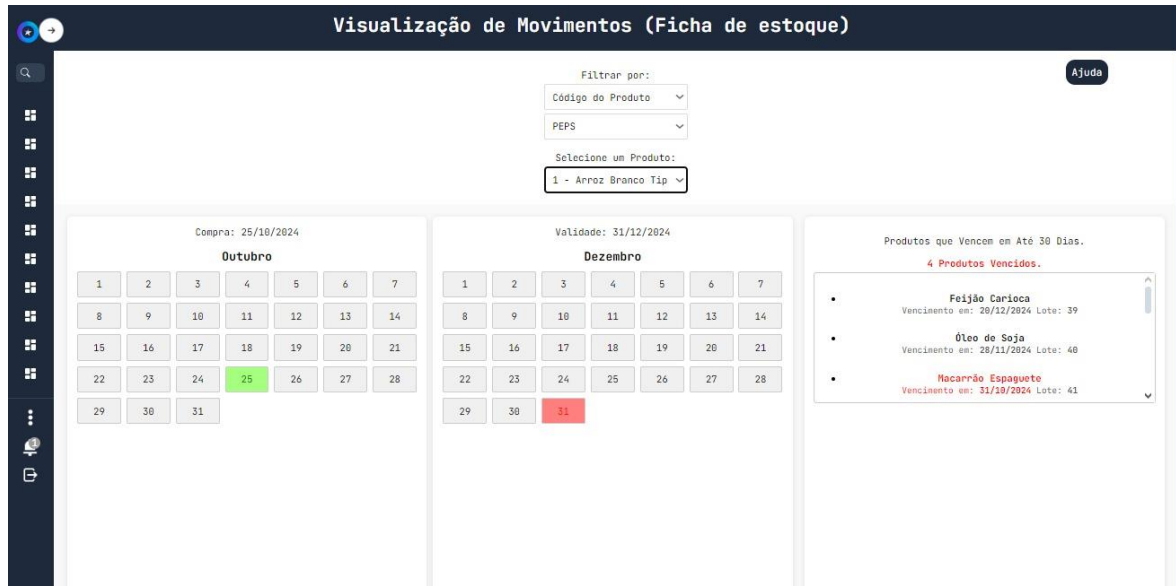 Visualização de Movimentos (Ficha de estoque)
Filtrar por:
Ajuda
Código do Produto
PEPS
Selecione um Produto:
1 - Arroz Branco Tip
Compra: 25/10/2024
Outubro
1 2 3 4 5 6 7
8 9 10 11 12 13 14
15 16 17 18 19 20 21
22 23 24 25 26 27 28
29 30 31
Validade: 31/12/2024
Dezembro
1 2 3 4 5 6 7
8 9 10 11 12 13 14
15 16 17 18 19 20 21
22 23 24 25 26 27 28
29 30 31
Produtos que Vencem em Até 30 Dias.
4 Produtos Vencidos.
Feijão Carioca
Vencimento em: 20/12/2024 Lote: 39
Óleo de Soja
Vencimento em: 28/11/2024 Lote: 40
Macarrão Espaguete
Vencimento em: 31/10/2024 Lote: 41
1